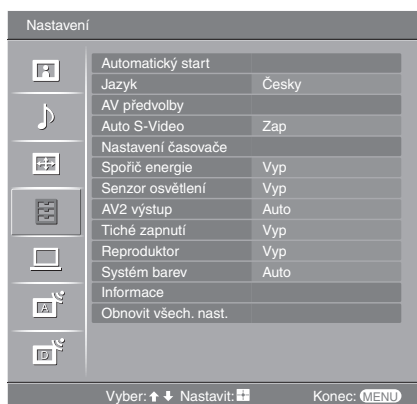 Nastavení
Automatický start
Jazyk Česky
AV předvolby
Auto S-Video Zap
Nastavení časovače
Spořič energie Vyp
Senzor osvětlení Vyp
AV2 výstup Auto
Tiché zapnutí Vyp
Reproduktor Vyp
Systém barev Auto
Informace
Obnovit všech. nast.
A
D
Vyber: Nastavit: Konec: MENU